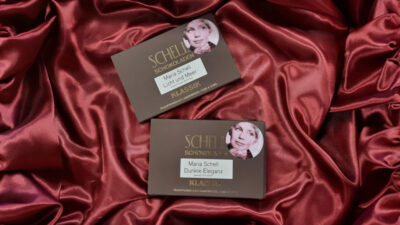 SCHELL
SCHOKOLADEN
Maria Schell
Licht und Meer
KLASSIK
SCHELL
SCHOKOLADEN
Maria Schell
Dunkle Eleganz
KLASSIK